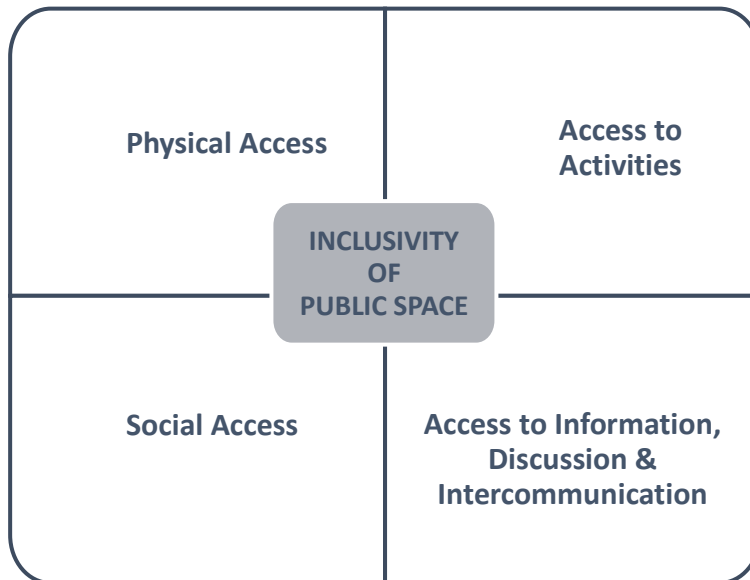 Physical Access
Access to
Activities
INCLUSIVITY
OF
PUBLIC SPACE
Social Access
Access to Information,
Discussion &
Intercommunication